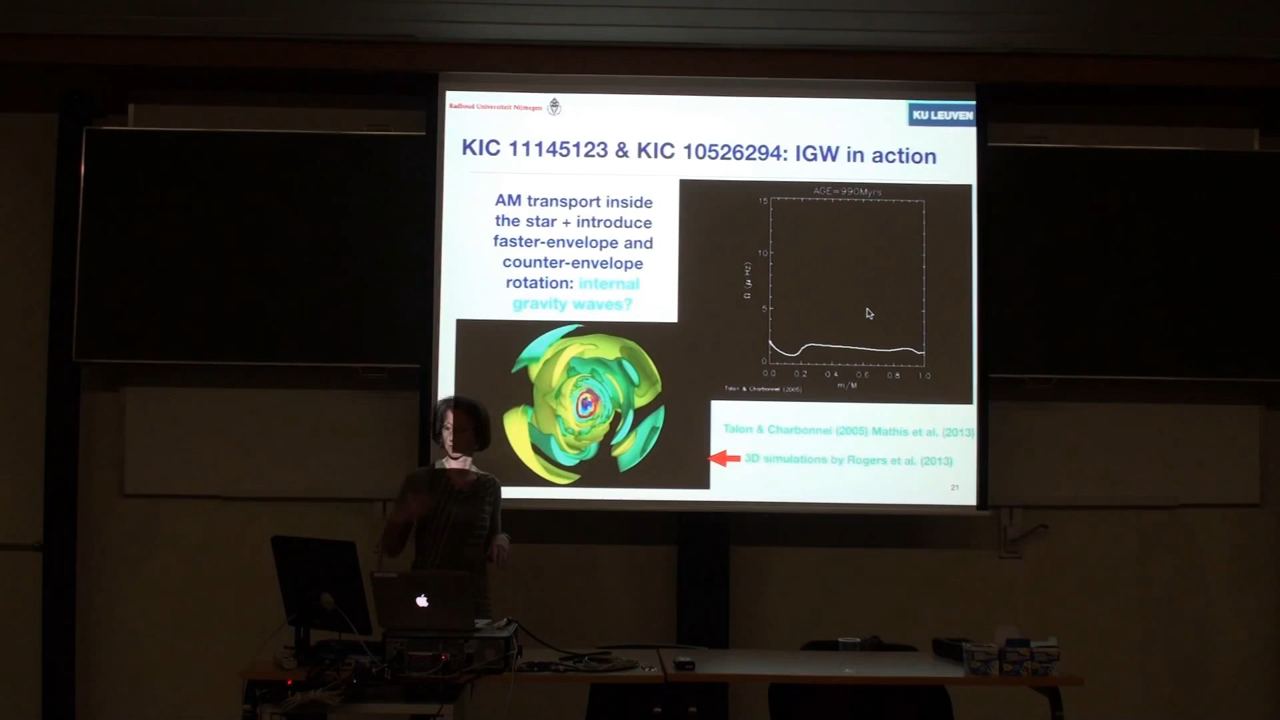 Radboud Universiteit Nijmegen
KU LEUVEN
KIC 11145123 & KIC 10526294: IGW in action
AM transport inside
the star + introduce
faster-envelope and
counter-envelope
rotation: internal
gravity waves?
AGE=990Myrs
15
10
5
0
0.0 0.2 0.4 0.6 0.8 1.0
m/M
Talon & Charbonnel (2005)
Talon & Charbonnel (2005) Mathis et al. (2013)
3D simulations by Rogers et al. (2013)
21